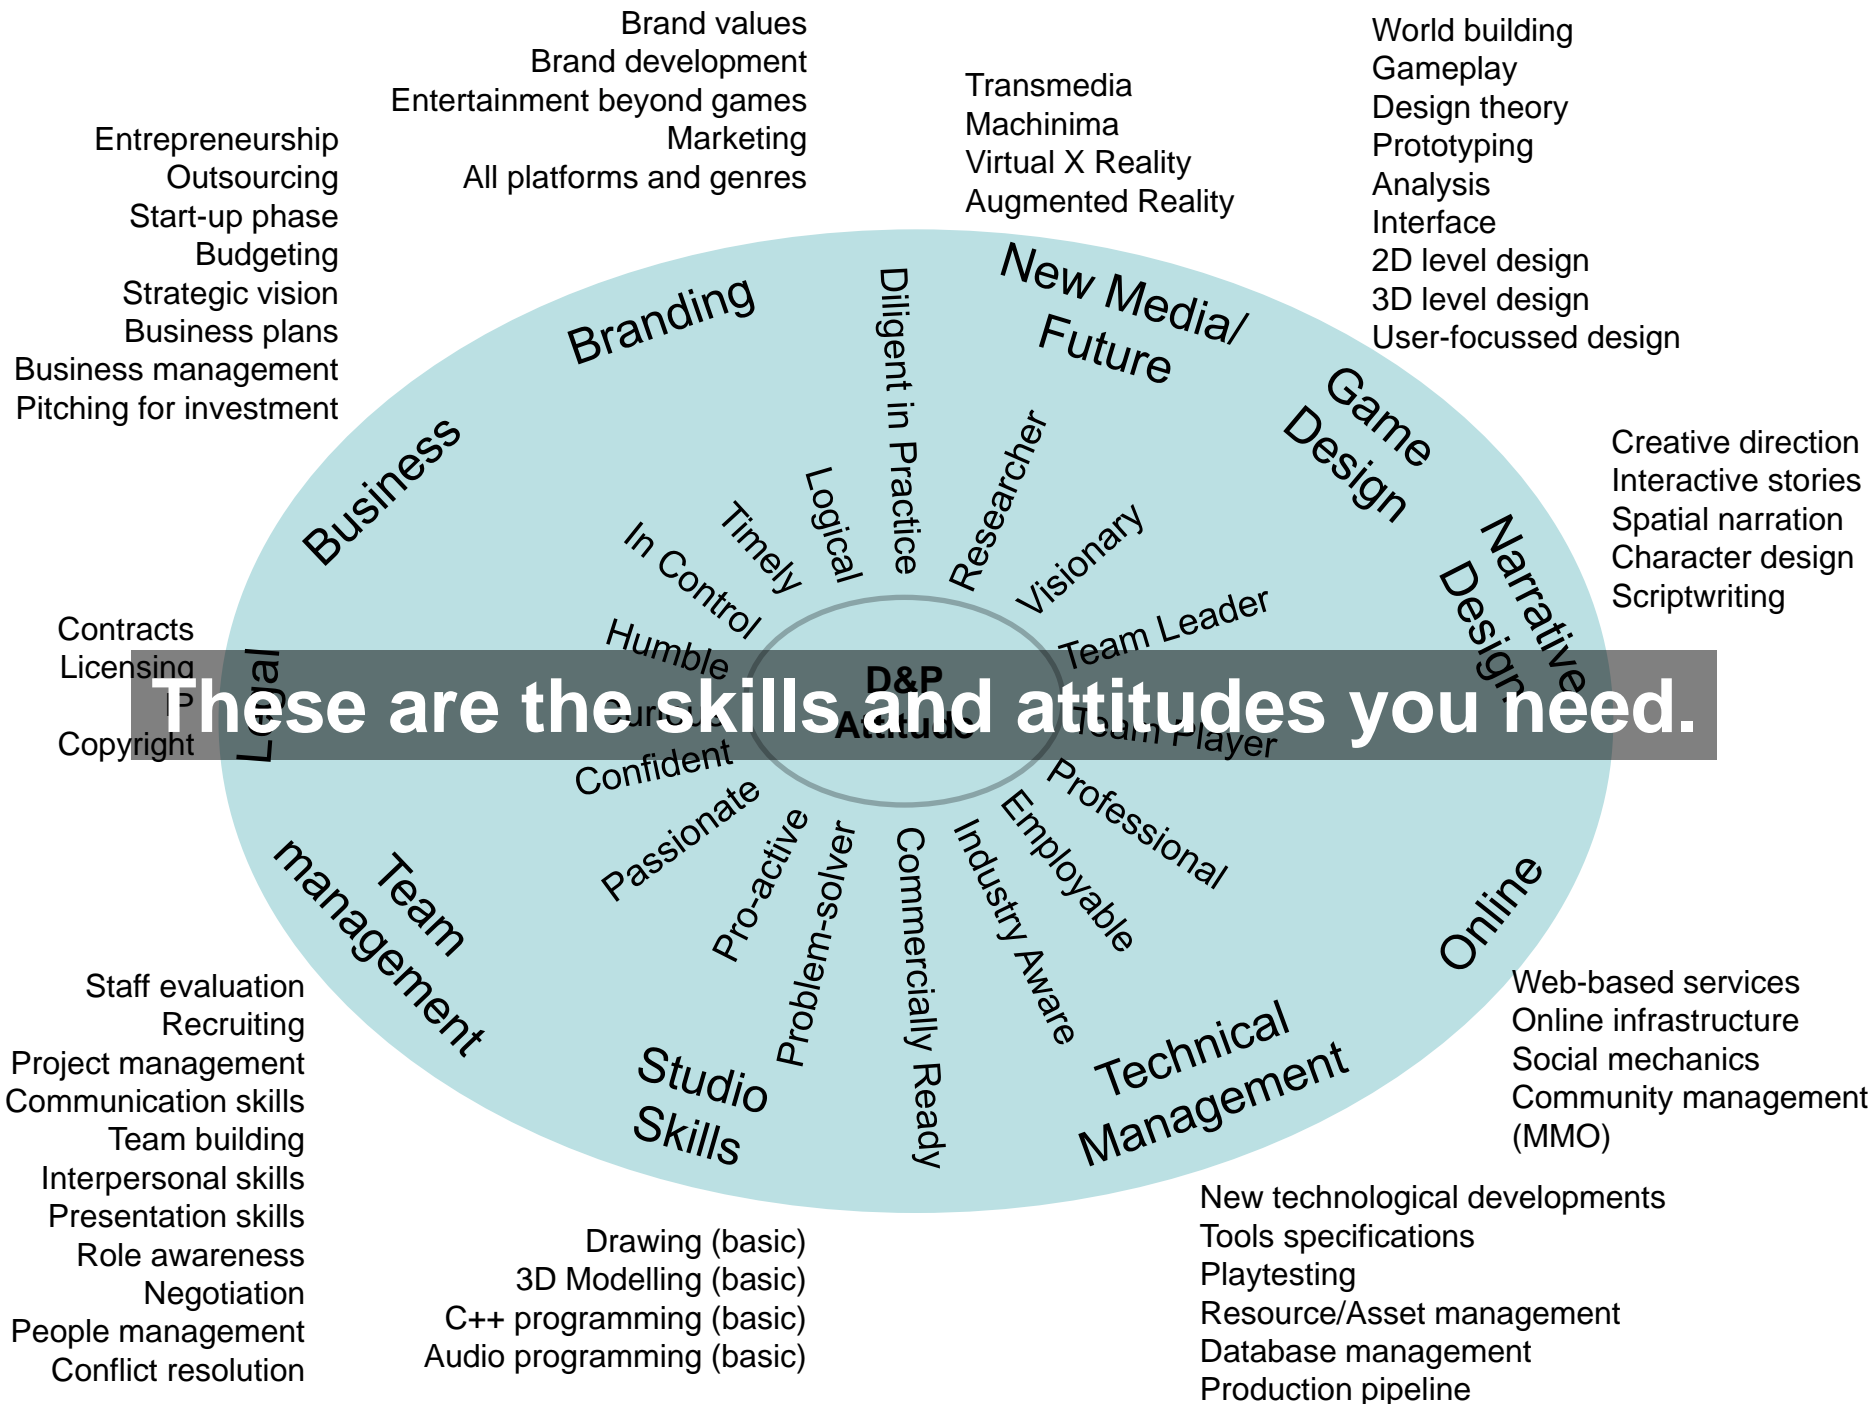 Brand values
Brand development
Entertainment beyond games
Marketing
All platforms and genres
Transmedia
Machinima
Virtual X Reality
Augmented Reality
World building
Gameplay
Design theory
Prototyping
Analysis
Interface
2D level design
3D level design
User-focussed design
Entrepreneurship
Outsourcing
Start-up phase
Budgeting
Strategic vision
Business plans
Business management
Pitching for investment
Creative direction
Interactive stories
Spatial narration
Character design
Scriptwriting
Contracts
Licensing
IP
Copyright
Branding
New Media/
Future
Game
Design
Narrative
Design
Business
Legal
Team
management
Studio
Skills
Technical
Management
Online
Diligent in Practice
Researcher
Visionary
Team Leader
Team Player
Professional
Employable
Industry Aware
Commercially Ready
Problem-solver
Pro-active
Passionate
Confident
Curious
Humble
In Control
Timely
Logical
D&P
Attitude
These are the skills and attitudes you need.
Staff evaluation
Recruiting
Project management
Communication skills
Team building
Interpersonal skills
Presentation skills
Role awareness
Negotiation
People management
Conflict resolution
Drawing (basic)
3D Modelling (basic)
C++ programming (basic)
Audio programming (basic)
Web-based services
Online infrastructure
Social mechanics
Community management
(MMO)
New technological developments
Tools specifications
Playtesting
Resource/Asset management
Database management
Production pipeline